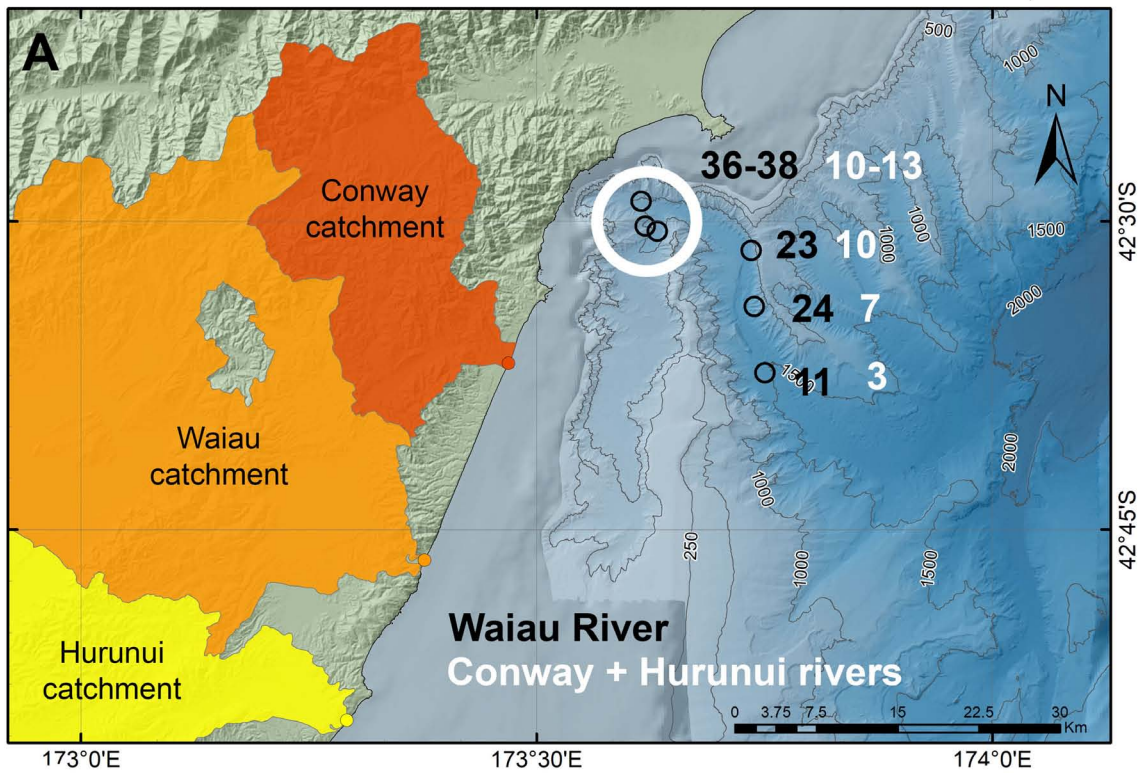 A
500
1000
N
Conway
catchment
36-38 10-13
1000
1000
42°30'S
1500
23 10
2000
24 7
1500
11 3
Waiau
catchment
2000
1000
42°45'S
250
1000
1500
Waiau River
Conway + Hurunui rivers
Hurunui
catchment
0 3.75 7.5 15 22.5 30
Km
173°0'E 173°30'E 174°0'E